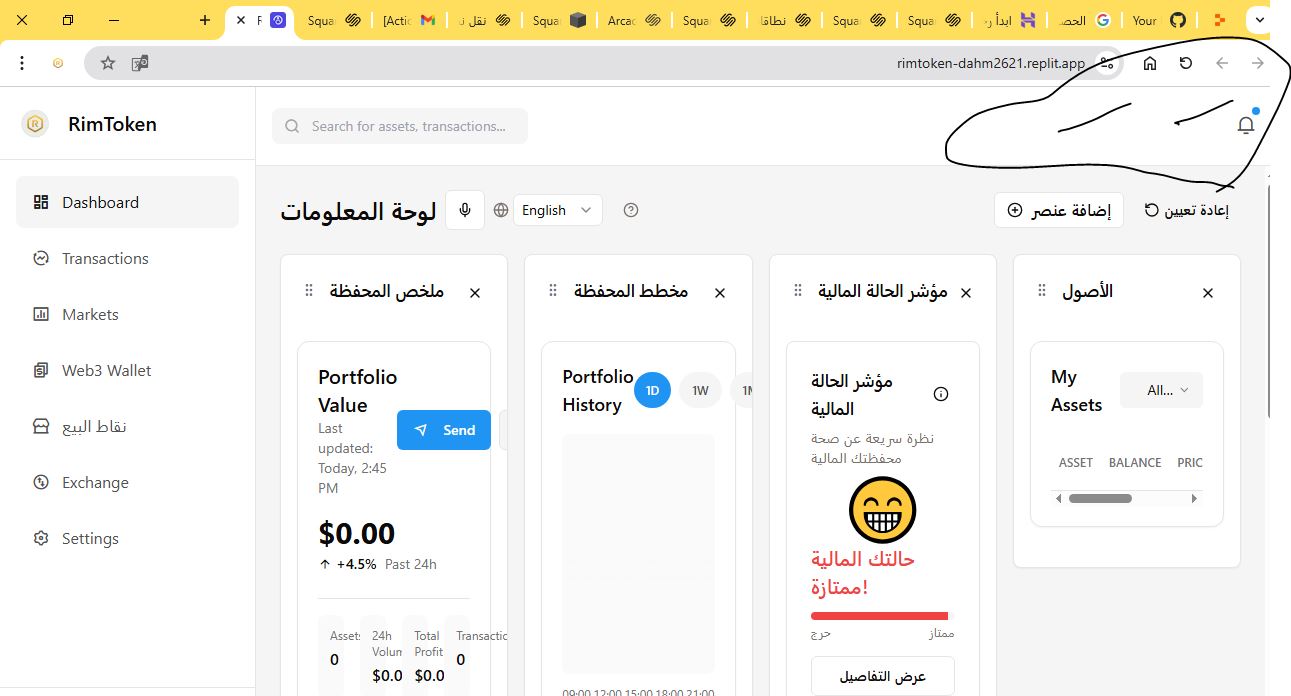 Squa
[Actio
نقل ن
Squa
Arca
Squa
نطاقا
Squa
Squa
ابدأ ر
الحص
Your
rimtoken-dahm2621.replit.app
RimToken
Search for assets, transactions...
Dashboard
Transactions
Markets
Web3 Wallet
نقاط البيع
Exchange
Settings
لوحة المعلومات
English
إضافة عنصر
إعادة تعيين
ملخص المحفظة
Portfolio
Value
Last
updated:
Today, 2:45
PM
Send
$0.00
+4.5% Past 24h
Assets
0
24h
Volum
$0.0
Total
Profit
$0.0
Transactio
0
مخطط المحفظة
Portfolio
History
1D
1W
1M
09:00 12:00 15:00 18:00 21:00
مؤشر الحالة المالية
مؤشر الحالة
المالية
نظرة سريعة عن صحة
محفظتك المالية
حالتك المالية
ممتازة!
حرج
ممتاز
عرض التفاصيل
الأصول
My
Assets
All...
ASSET BALANCE PRIC